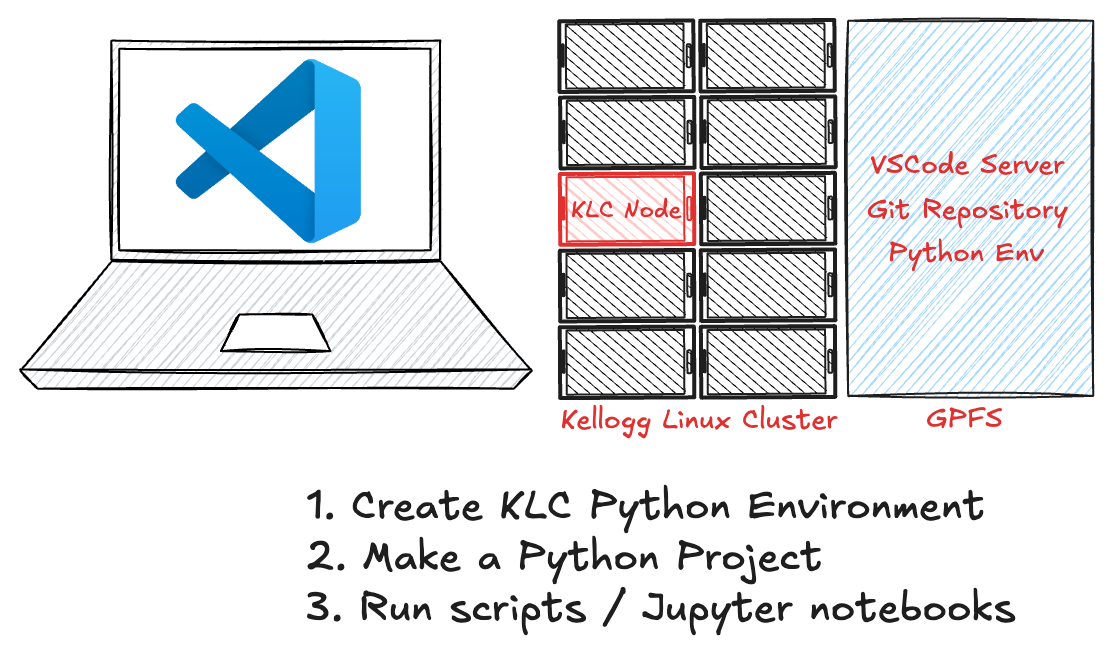 VSCode Server
Git Repository
Python Env
KLC Node
Kellogg Linux Cluster
GPFS
1. Create KLC Python Environment
2. Make a Python Project
3. Run scripts / Jupyter notebooks